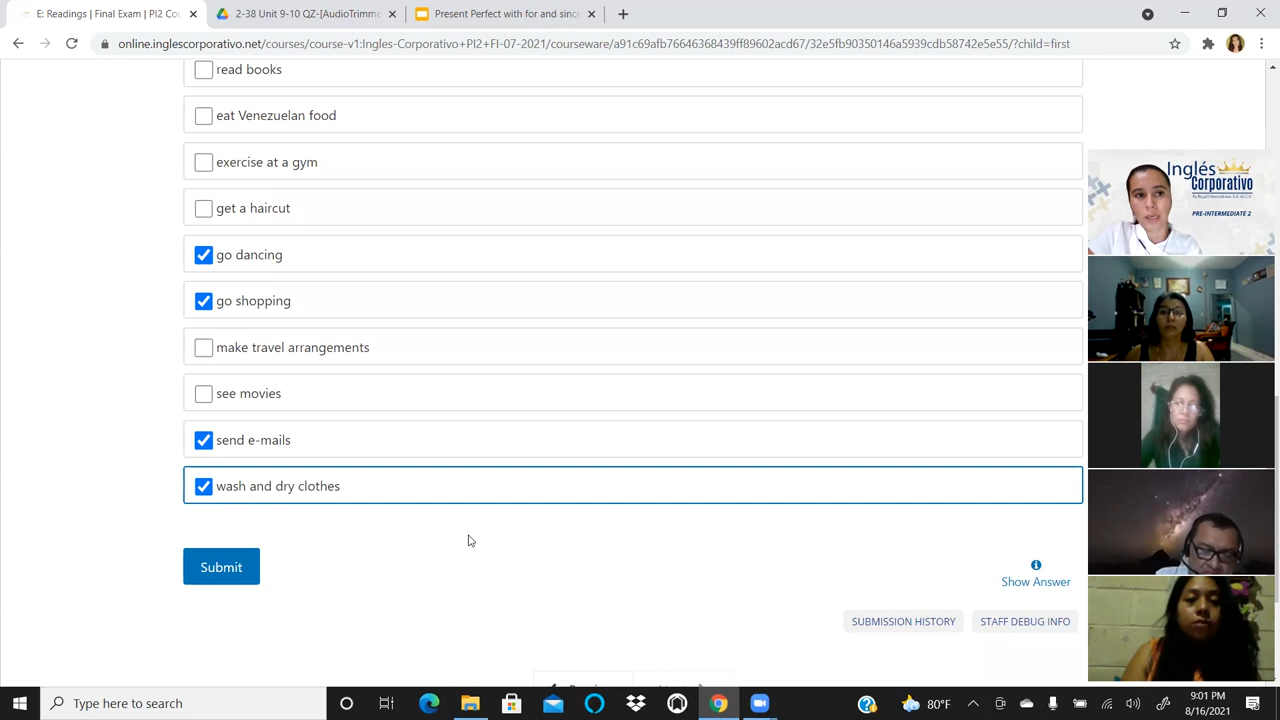 E: Readings | Final Exam | PI2 Cou
2-38 Unit 9-10 QZ-[AudioTrimme
Present Perfect with for and sinc
online.inglescorporativo.net/courses/course-v1:Ingles-Corporativo+PI2+FI-07-2021/courseware/a91c69afb76646368439ff89602acd67/32e5fb90350146a5939cdb58742e5e55/?child=first
read books
eat Venezuelan food
exercise at a gym
get a haircut
go dancing
go shopping
make travel arrangements
see movies
send e-mails
wash and dry clothes
Submit
Show Answer
SUBMISSION HISTORY
STAFF DEBUG INFO
Inglés
Corporativo
PRE-INTERMEDIATE 2
Type here to search
80°F
9:01 PM
8/16/2021